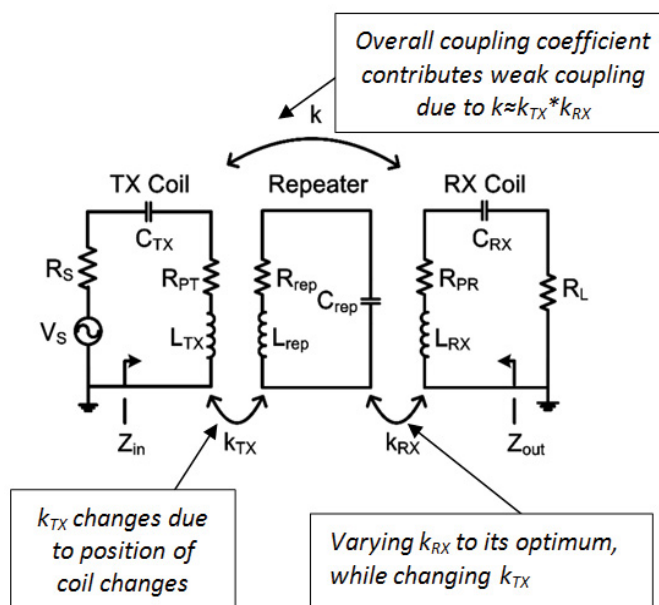 Overall coupling coefficient
contributes weak coupling
due to k≈kTX*kRX
k
TX Coil
Repeater
RX Coil
CTX
CRX
RS
RPT
Rrep
Crep
RPR
RL
VS
LTX
Lrep
LRX
Zin
kTX
kRX
Zout
kTX changes due
to position of
coil changes
Varying kRX to its optimum,
while changing kTX